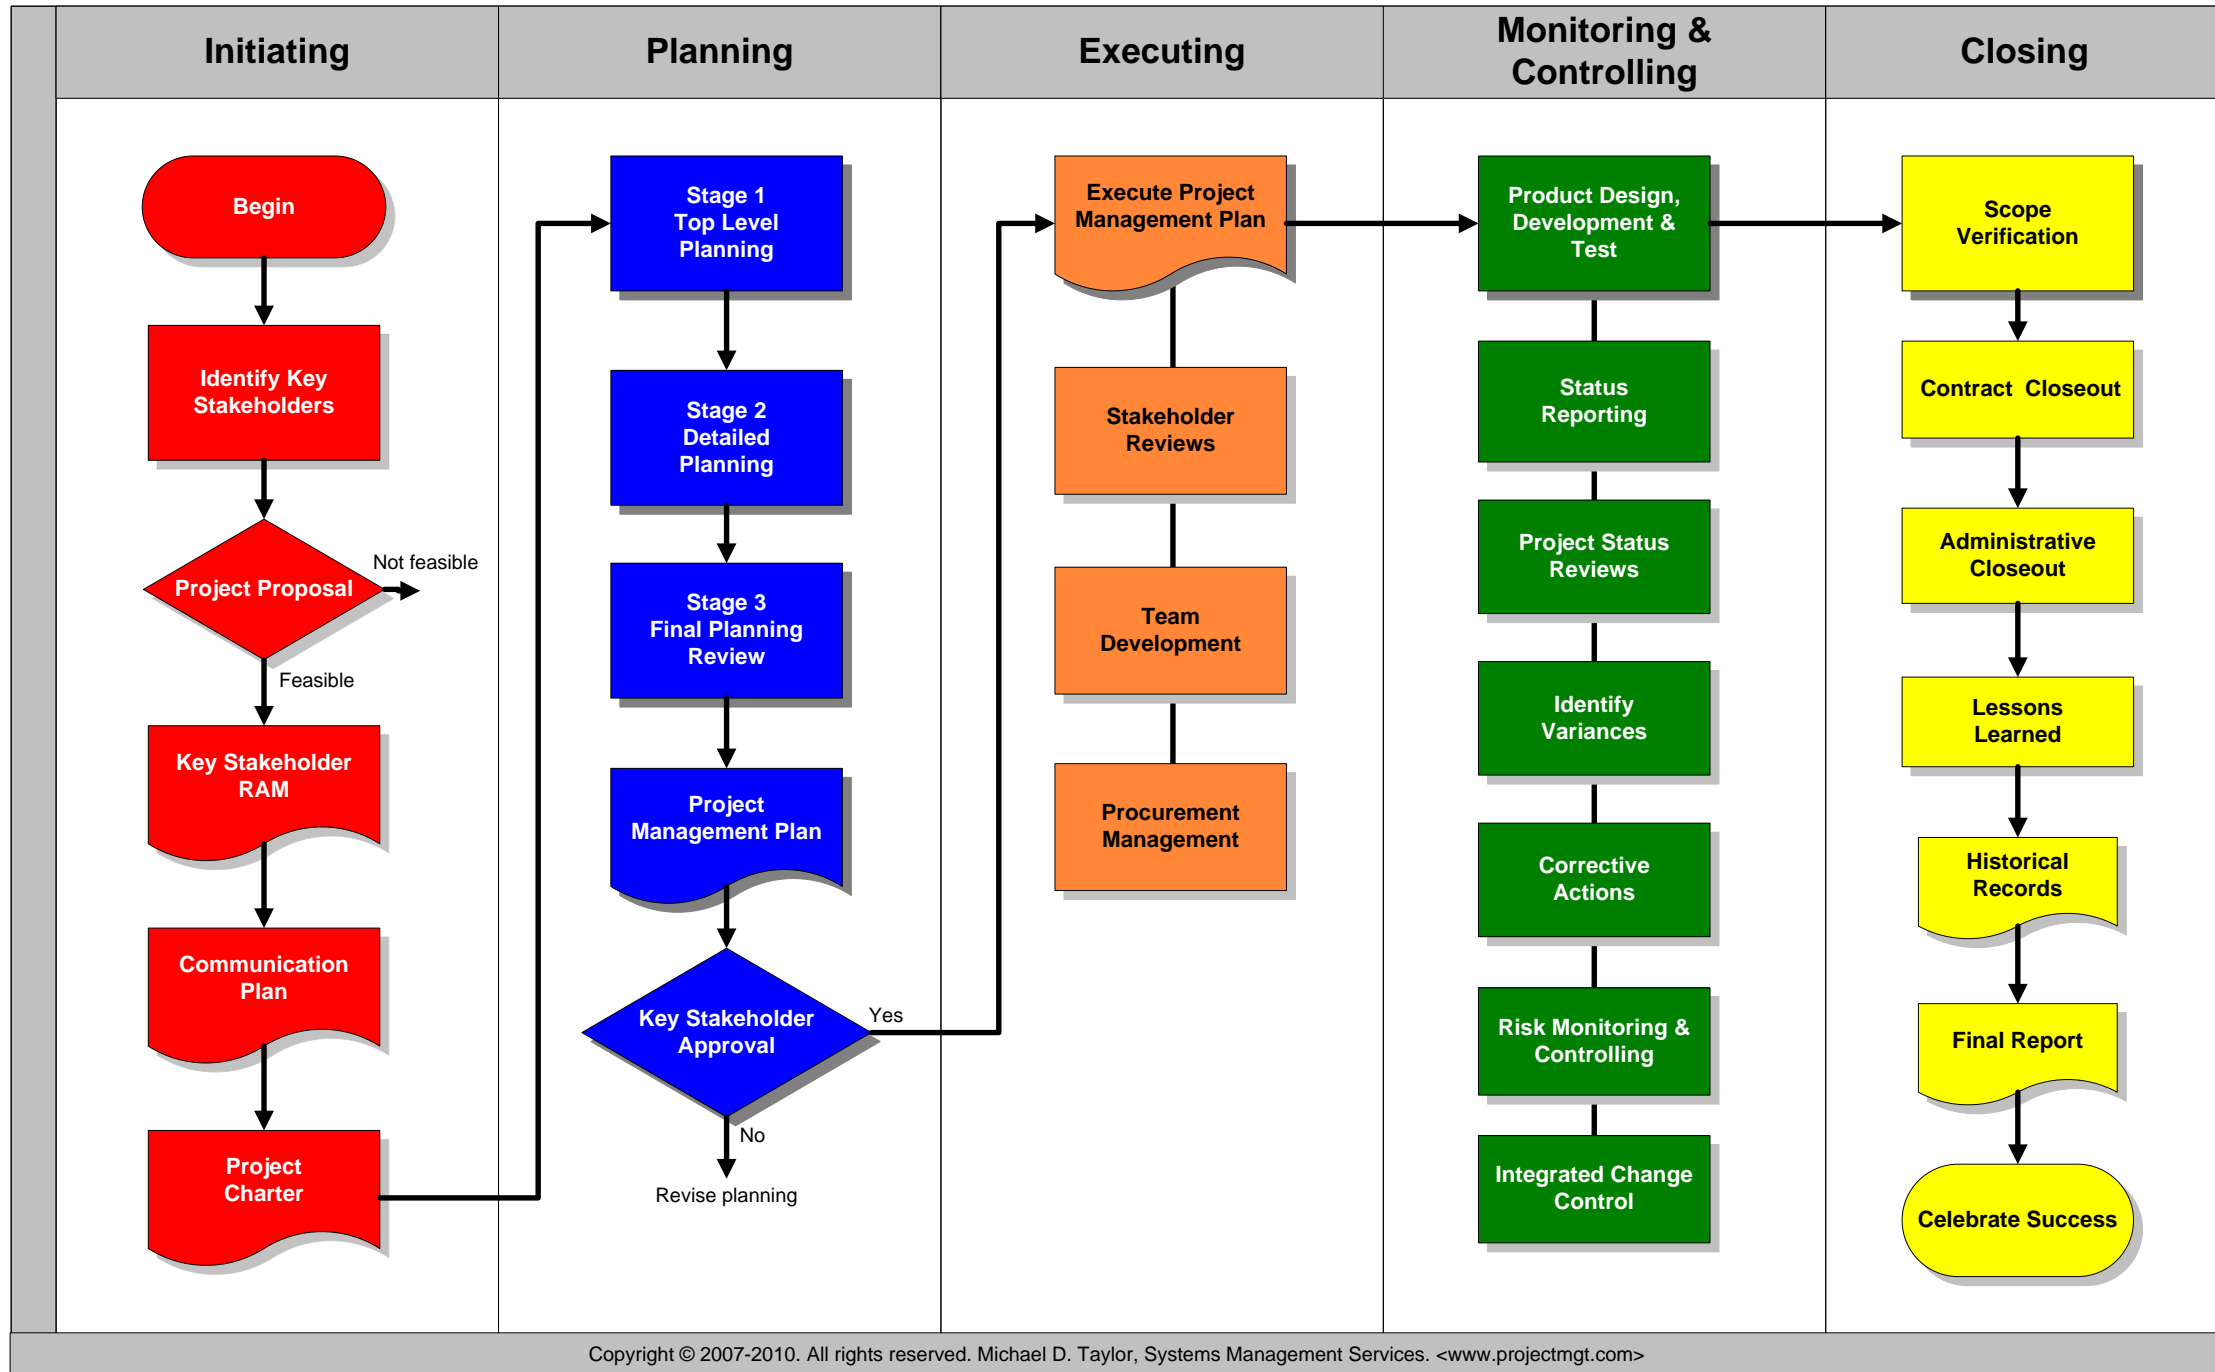 Initiating
Planning
Executing
Monitoring &
Controlling
Closing
Begin
Identify Key
Stakeholders
Project Proposal
Not feasible
Feasible
Key Stakeholder
RAM
Communication
Plan
Project
Charter
Stage 1
Top Level
Planning
Stage 2
Detailed
Planning
Stage 3
Final Planning
Review
Project
Management Plan
Key Stakeholder
Approval
Yes
No
Revise planning
Execute Project
Management Plan
Stakeholder
Reviews
Team
Development
Procurement
Management
Product Design,
Development &
Test
Status
Reporting
Project Status
Reviews
Identify
Variances
Corrective
Actions
Risk Monitoring &
Controlling
Integrated Change
Control
Scope
Verification
Contract  Closeout
Administrative
Closeout
Lessons
Learned
Historical
Records
Final Report
Celebrate Success
Copyright © 2007-2010. All rights reserved. Michael D. Taylor, Systems Management Services. <www.projectmgt.com>